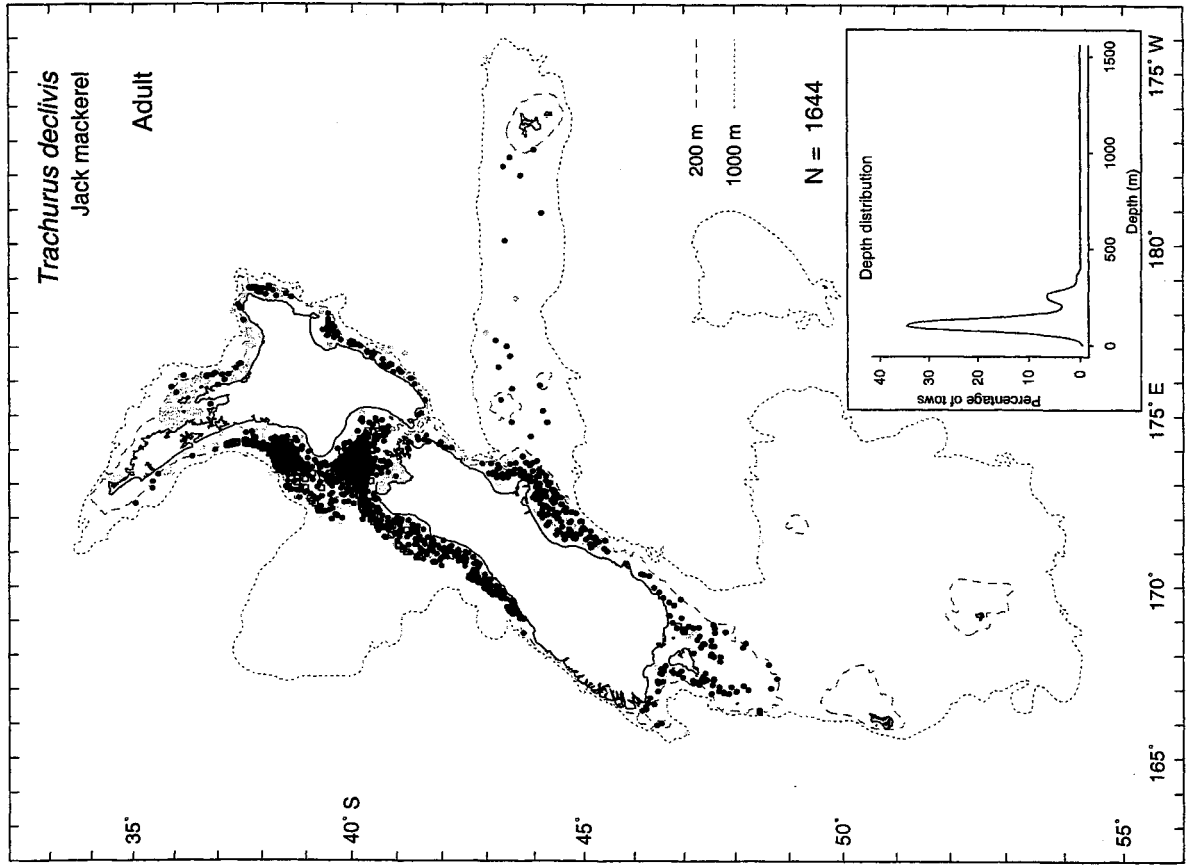 Trachurus declivis
Jack mackerel
Adult
35°
40° S
45°
50°
55°
165°
170°
175° E
180°
175° W
200 m
1000 m
N = 1644
Depth distribution
Percentage of tows
40
30
20
10
0
0
500
1000
1500
Depth (m)